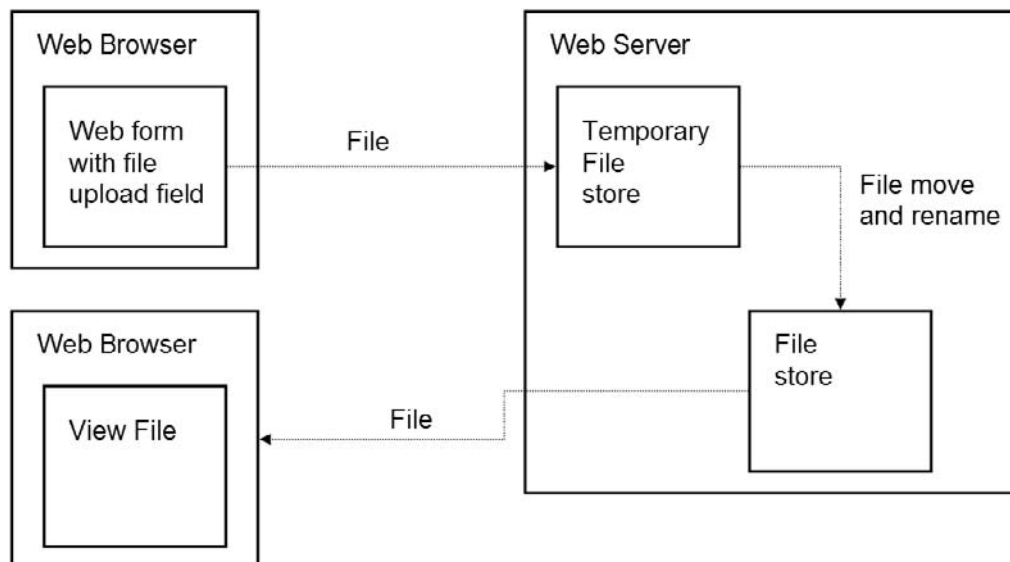 Web Browser
Web form
with file
upload field
File
Web Server
Temporary
File
store
File move
and rename
File
store
File
Web Browser
View File